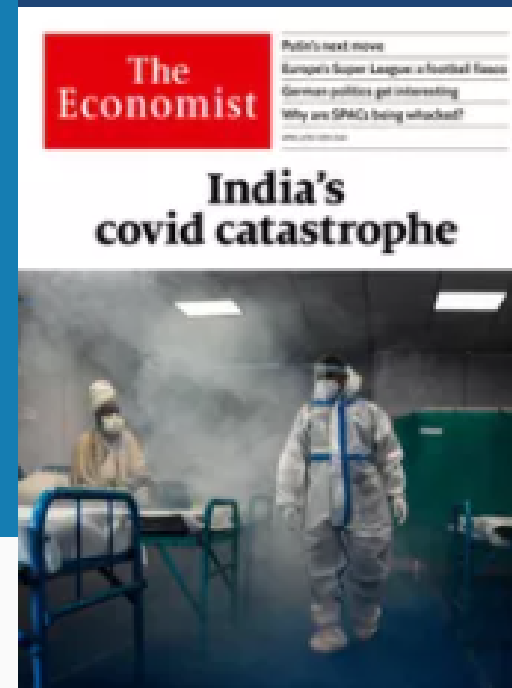 The
Economist
Putin's next move
Europe's Super League: a football fiasco
German politics get interesting
Why are SPACs being whacked?
India's
covid catastrophe